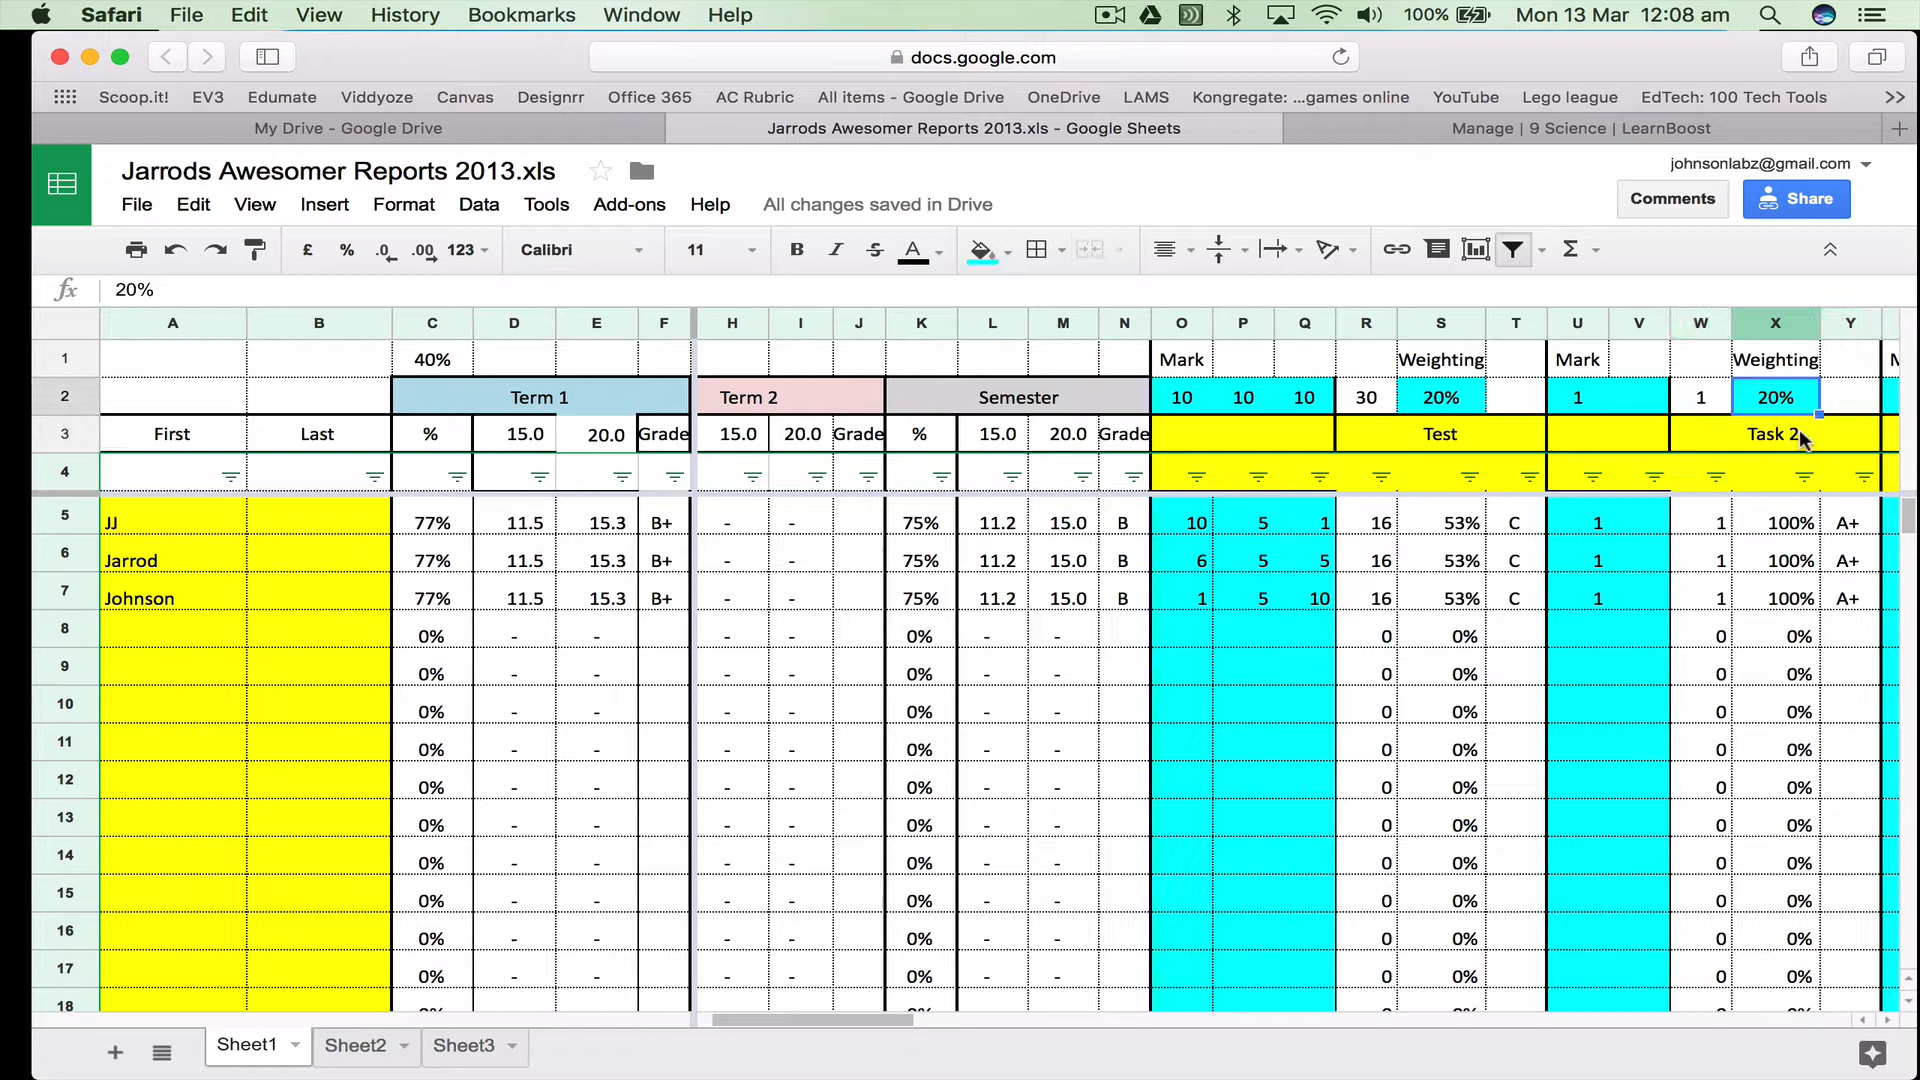 Safari File Edit View History Bookmarks Window Help 100% Mon 13 Mar 12:08 am
docs.google.com
Scoop.it! EV3 Edumate Viddyoze Canvas Designrr Office 365 AC Rubric All items - Google Drive OneDrive LAMS Kongregate: ...games online YouTube Lego league EdTech: 100 Tech Tools >>
My Drive - Google Drive Jarrods Awesomer Reports 2013.xls - Google Sheets Manage | 9 Science | LearnBoost
Jarrods Awesomer Reports 2013.xls johnsonlabz@gmail.com
File Edit View Insert Format Data Tools Add-ons Help All changes saved in Drive Comments Share
£ % .0 .00 123 Calibri 11 B I S A Σ
fx 20%
A B C D E F H I J K L M N O P Q R S T U V W X Y
1 40% Mark Weighting Mark Weighting M
2 Term 1 Term 2 Semester 10 10 10 30 20% 1 1 20%
3 First Last % 15.0 20.0 Grade 15.0 20.0 Grade % 15.0 20.0 Grade Test Task 2
4
5 JJ 77% 11.5 15.3 B+ - - 75% 11.2 15.0 B 10 5 1 16 53% C 1 1 100% A+
6 Jarrod 77% 11.5 15.3 B+ - - 75% 11.2 15.0 B 6 5 5 16 53% C 1 1 100% A+
7 Johnson 77% 11.5 15.3 B+ - - 75% 11.2 15.0 B 1 5 10 16 53% C 1 1 100% A+
8 0% - - - - 0% - - 0 0% 0 0%
9 0% - - - - 0% - - 0 0% 0 0%
10 0% - - - - 0% - - 0 0% 0 0%
11 0% - - - - 0% - - 0 0% 0 0%
12 0% - - - - 0% - - 0 0% 0 0%
13 0% - - - - 0% - - 0 0% 0 0%
14 0% - - - - 0% - - 0 0% 0 0%
15 0% - - - - 0% - - 0 0% 0 0%
16 0% - - - - 0% - - 0 0% 0 0%
17 0% - - - - 0% - - 0 0% 0 0%
18
Sheet1 Sheet2 Sheet3